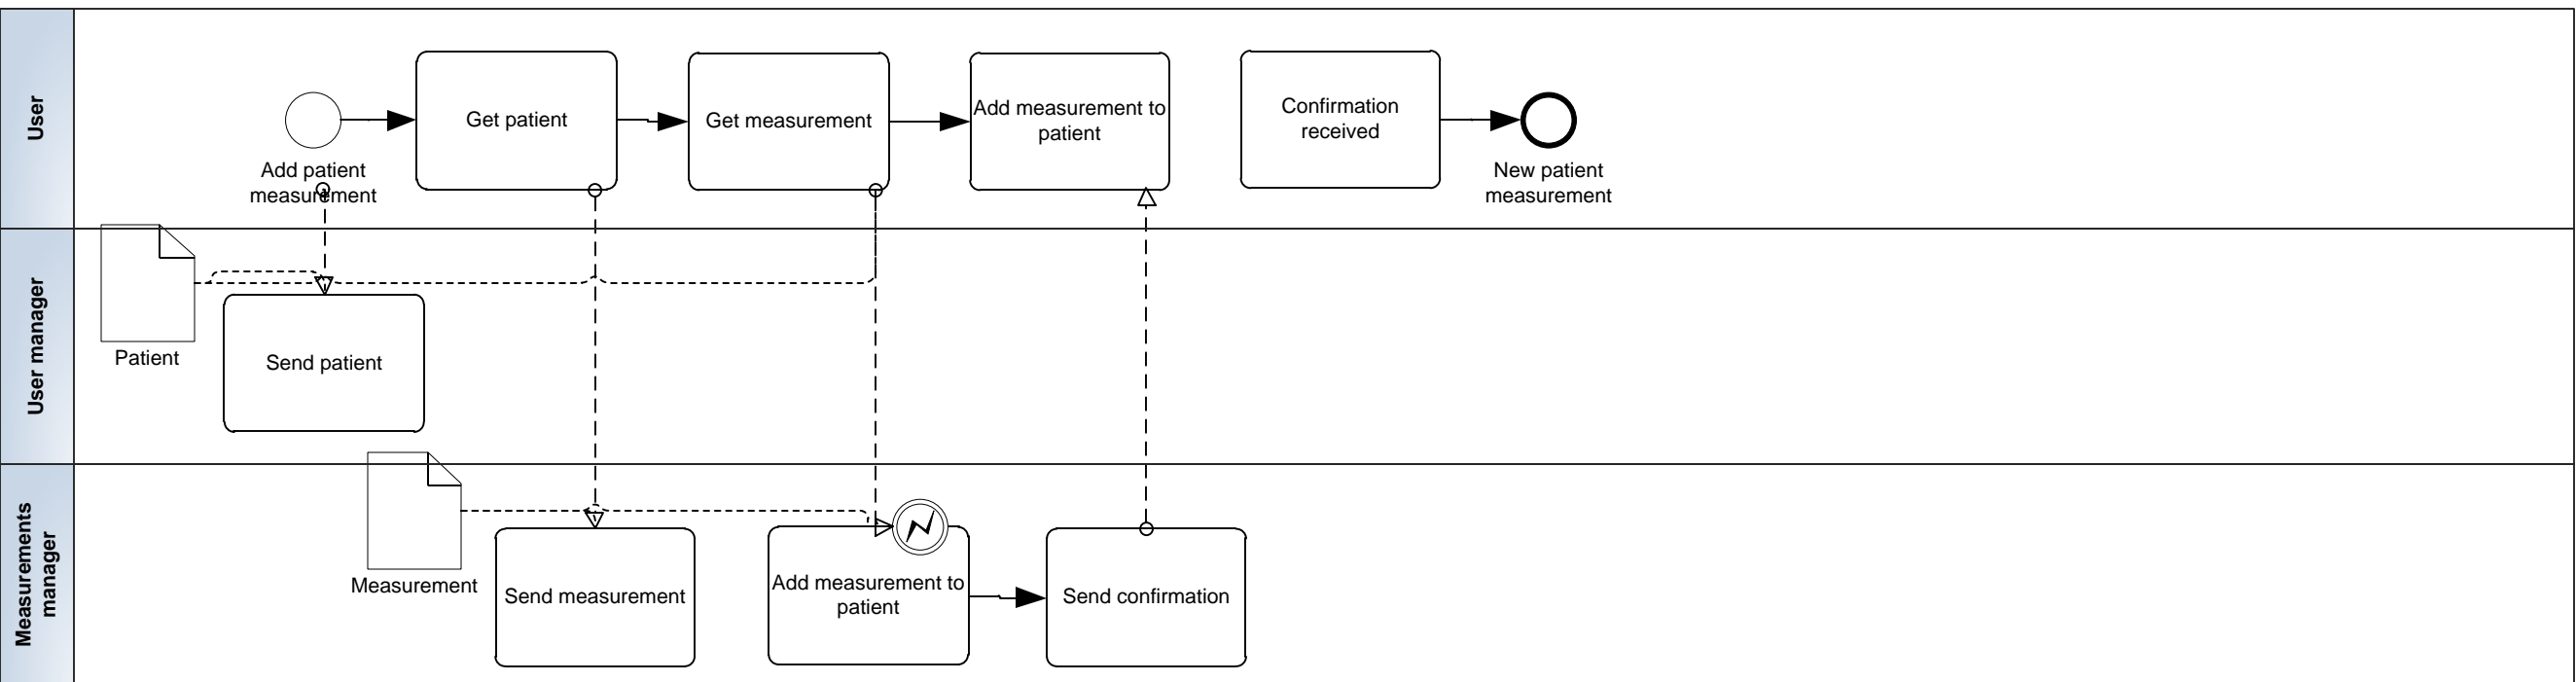 User
Get patient
Get measurement
Add measurement to
patient
Confirmation
received
Add patient
measurement
New patient
measurement
User manager
Patient
Send patient
Measurements
manager
Measurement
Send measurement
Add measurement to
patient
Send confirmation